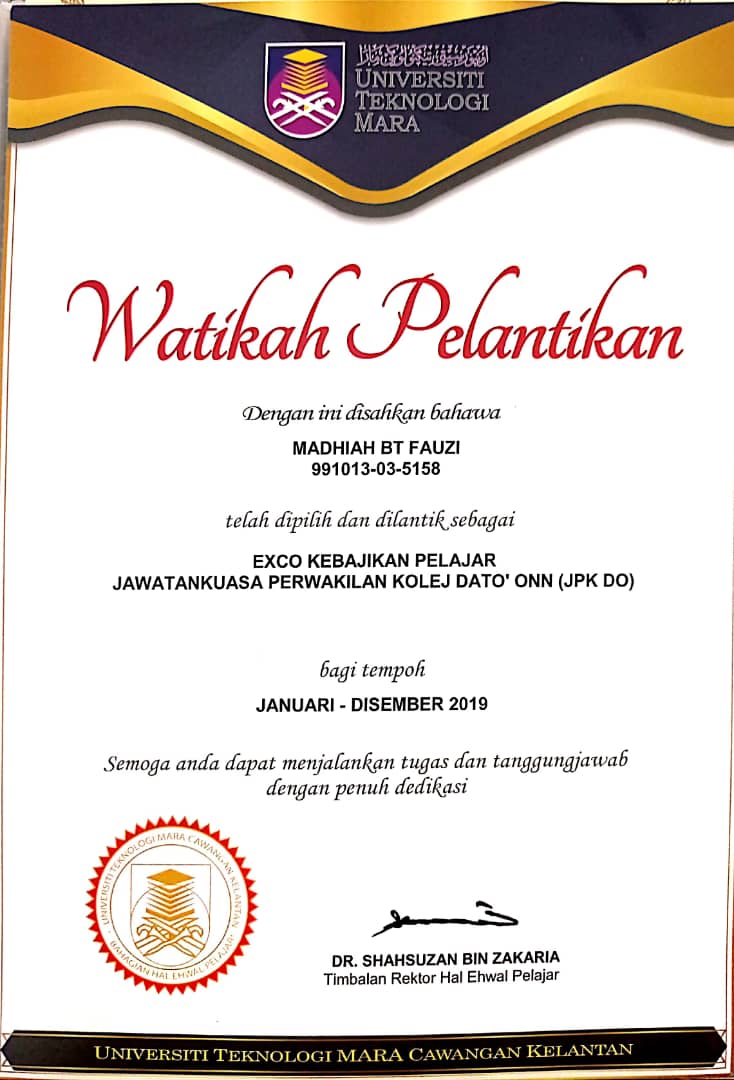 UNIVERSITI
TEKNOLOGI
MARA
Watikah Pelantikan
Dengan ini disahkan bahawa
MADHIAH BT FAUZI
991013-03-5158
telah dipilih dan dilantik sebagai
EXCO KEBAJIKAN PELAJAR
JAWATANKUASA PERWAKILAN KOLEJ DATO' ONN (JPK DO)
bagi tempoh
JANUARI - DISEMBER 2019
Semoga anda dapat menjalankan tugas dan tanggungjawab
dengan penuh dedikasi
UNIVERSITI TEKNOLOGI MARA CAWANGAN KELANTAN
BAHAGIAN HAL EHWAL PELAJAR
DR. SHAHSUZAN BIN ZAKARIA
Timbalan Rektor Hal Ehwal Pelajar
UNIVERSITI TEKNOLOGI MARA CAWANGAN KELANTAN